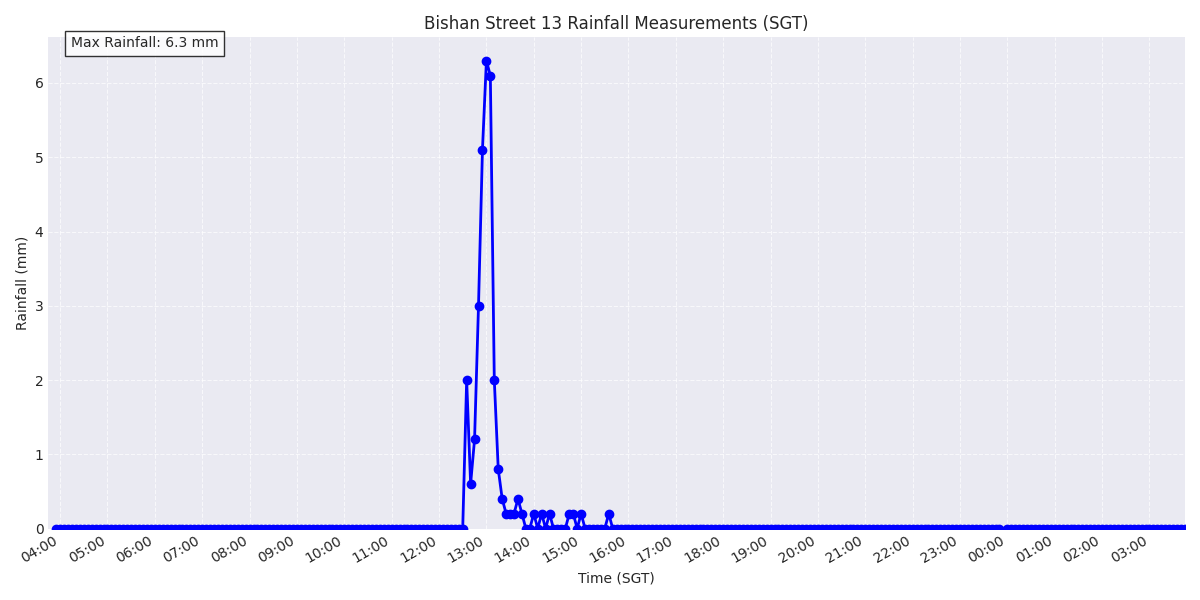 Bishan Street 13 Rainfall Measurements (SGT)
Max Rainfall: 6.3 mm
Rainfall (mm)
6
5
4
3
2
1
0
04:00 05:00 06:00 07:00 08:00 09:00 10:00 11:00 12:00 13:00 14:00 15:00 16:00 17:00 18:00 19:00 20:00 21:00 22:00 23:00 00:00 01:00 02:00 03:00
Time (SGT)